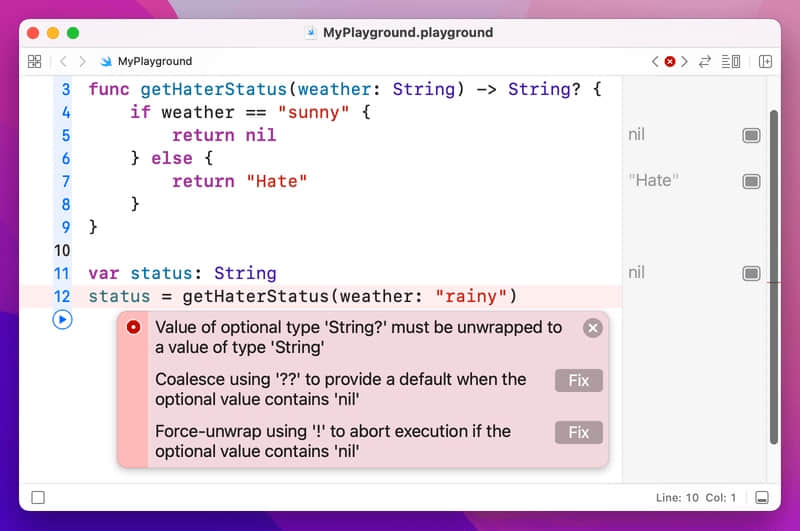 MyPlayground.playground
MyPlayground
3 func getHaterStatus(weather: String) -> String? {
4 if weather == "sunny" {
5 return nil
nil
6 } else {
7 return "Hate"
"Hate"
8 }
9 }
10
11 var status: String
nil
12 status = getHaterStatus(weather: "rainy")
Value of optional type 'String?' must be unwrapped to
a value of type 'String'
Coalesce using '??' to provide a default when the
optional value contains 'nil'
Fix
Force-unwrap using '!' to abort execution if the
optional value contains 'nil'
Fix
Line: 10 Col: 1